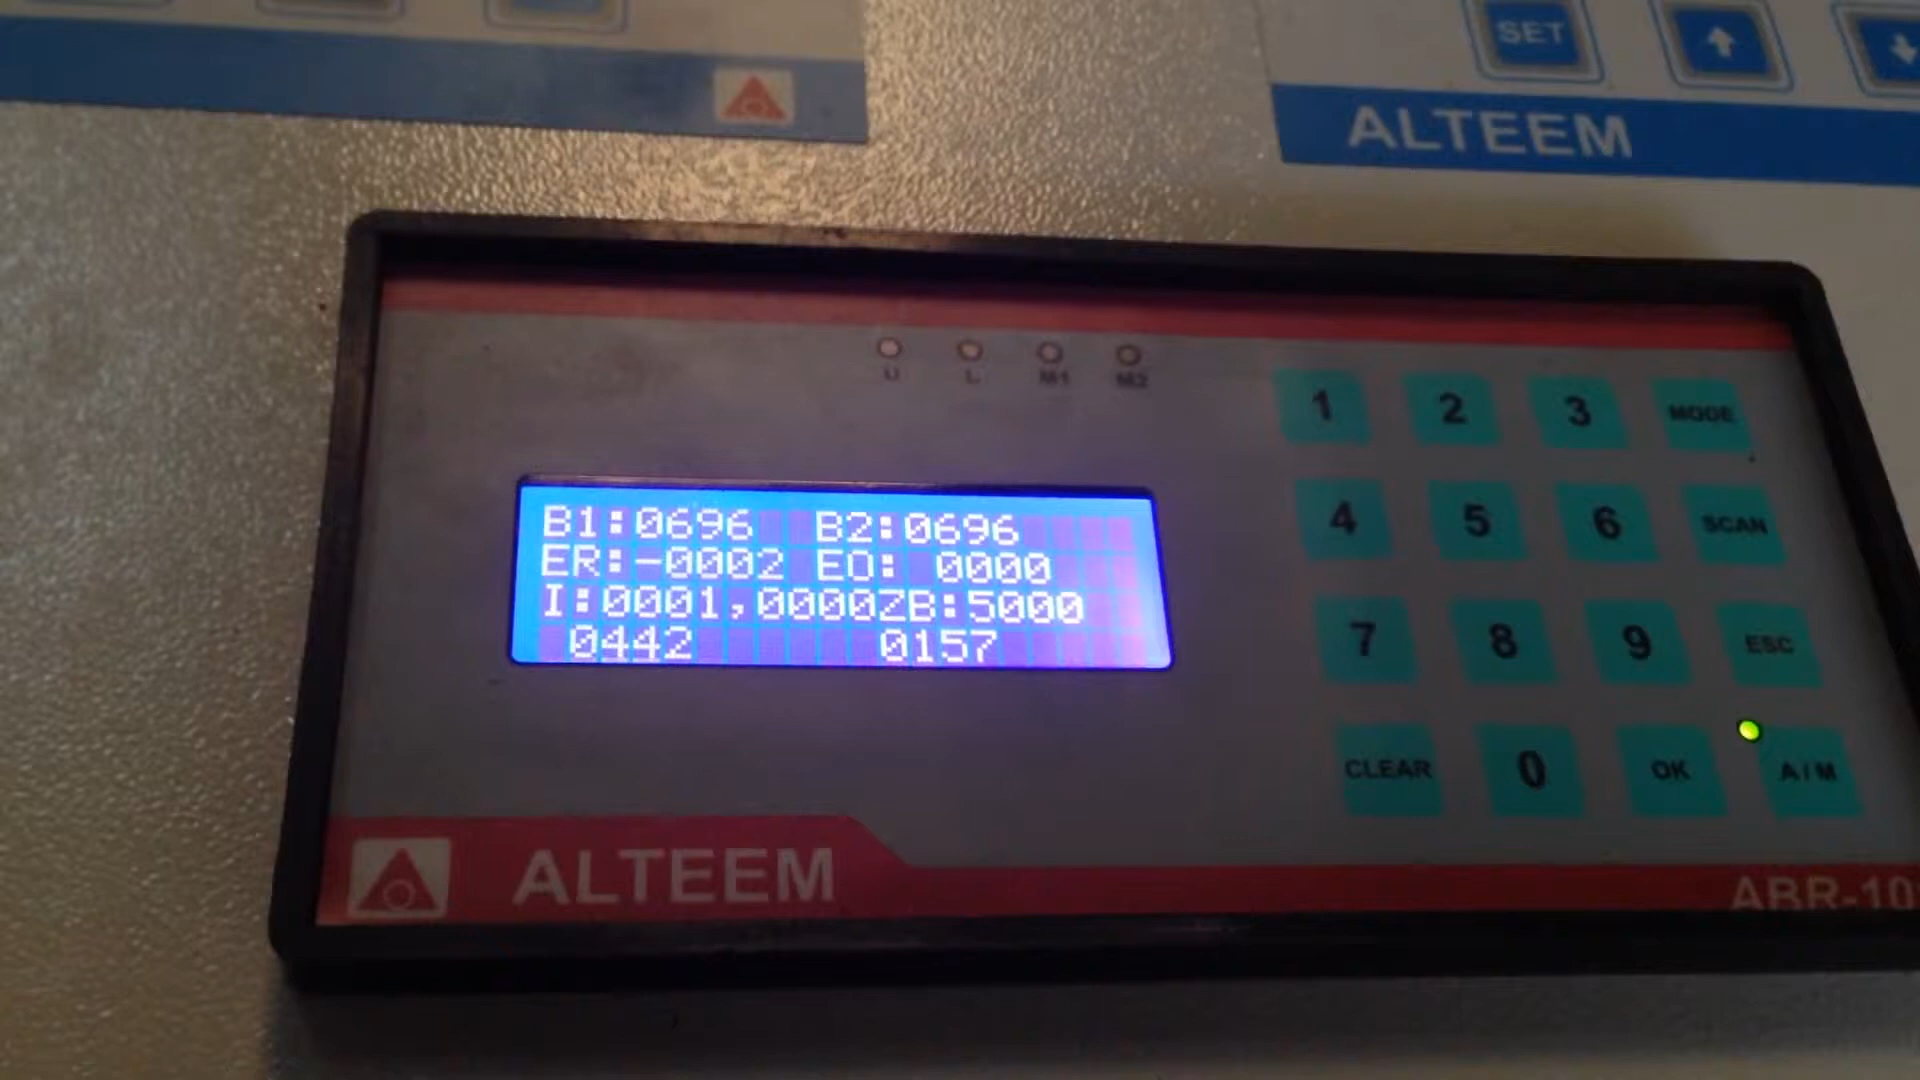 SET
ALTEEM
U L M1 M2
B1:0696 B2:0696
ER:-0002 EO: 0000
I:0001,0000ZB:5000
0442 0157
1 2 3 MODE
4 5 6 SCAN
7 8 9 ESC
CLEAR 0 OK A/M
ALTEEM
ABR-10